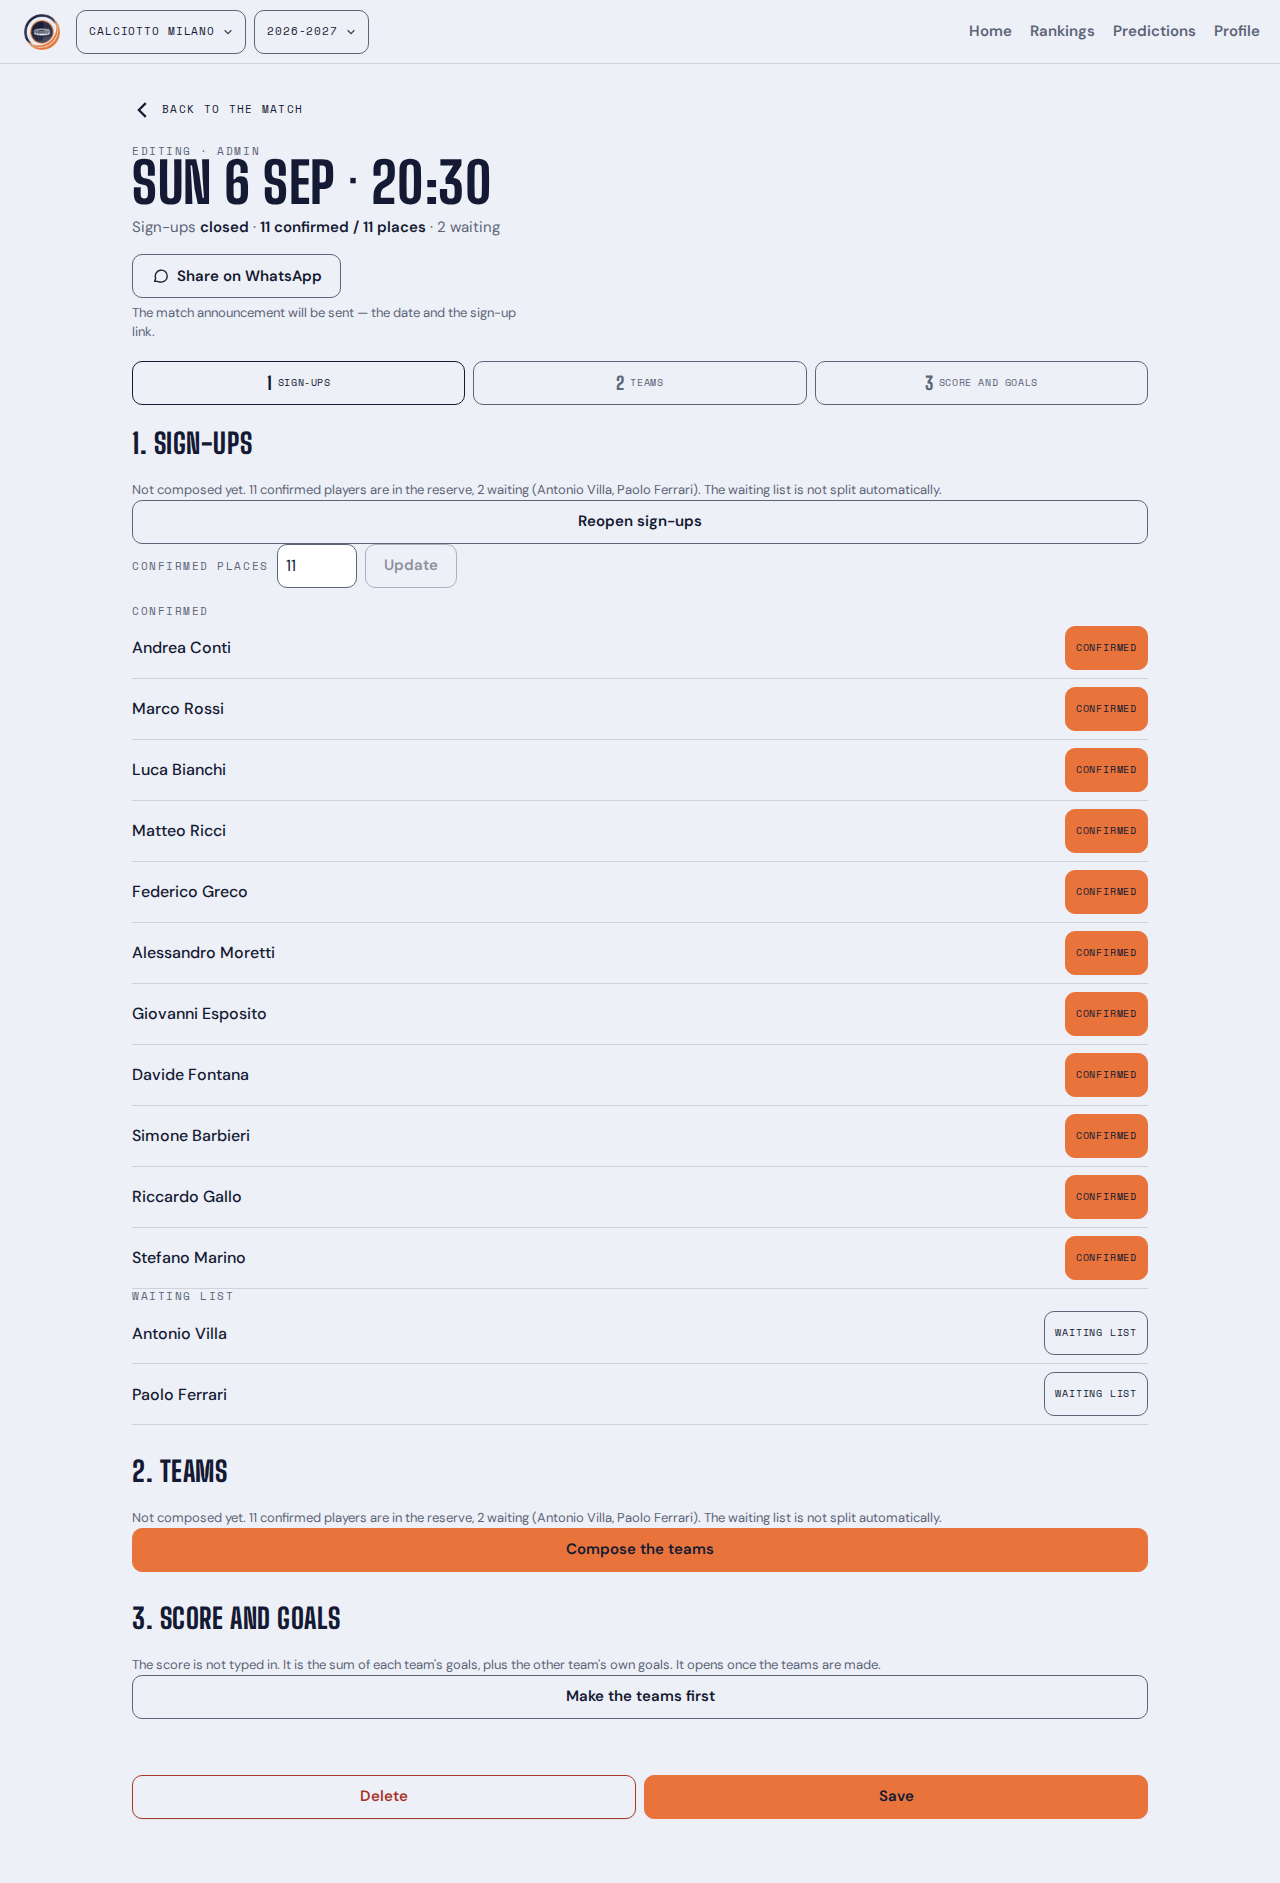 CALCIOTTO MILANO
2026-2027
Home Rankings Predictions Profile
BACK TO THE MATCH
EDITING · ADMIN
SUN 6 SEP · 20:30
Sign-ups closed · 11 confirmed / 11 places · 2 waiting
Share on WhatsApp
The match announcement will be sent — the date and the sign-up
link.
1 SIGN-UPS
2 TEAMS
3 SCORE AND GOALS
1. SIGN-UPS
Not composed yet. 11 confirmed players are in the reserve, 2 waiting (Antonio Villa, Paolo Ferrari). The waiting list is not split automatically.
Reopen sign-ups
CONFIRMED PLACES 11 Update
CONFIRMED
Andrea Conti CONFIRMED
Marco Rossi CONFIRMED
Luca Bianchi CONFIRMED
Matteo Ricci CONFIRMED
Federico Greco CONFIRMED
Alessandro Moretti CONFIRMED
Giovanni Esposito CONFIRMED
Davide Fontana CONFIRMED
Simone Barbieri CONFIRMED
Riccardo Gallo CONFIRMED
Stefano Marino CONFIRMED
WAITING LIST
Antonio Villa WAITING LIST
Paolo Ferrari WAITING LIST
2. TEAMS
Not composed yet. 11 confirmed players are in the reserve, 2 waiting (Antonio Villa, Paolo Ferrari). The waiting list is not split automatically.
Compose the teams
3. SCORE AND GOALS
The score is not typed in. It is the sum of each team's goals, plus the other team's own goals. It opens once the teams are made.
Make the teams first
Delete
Save